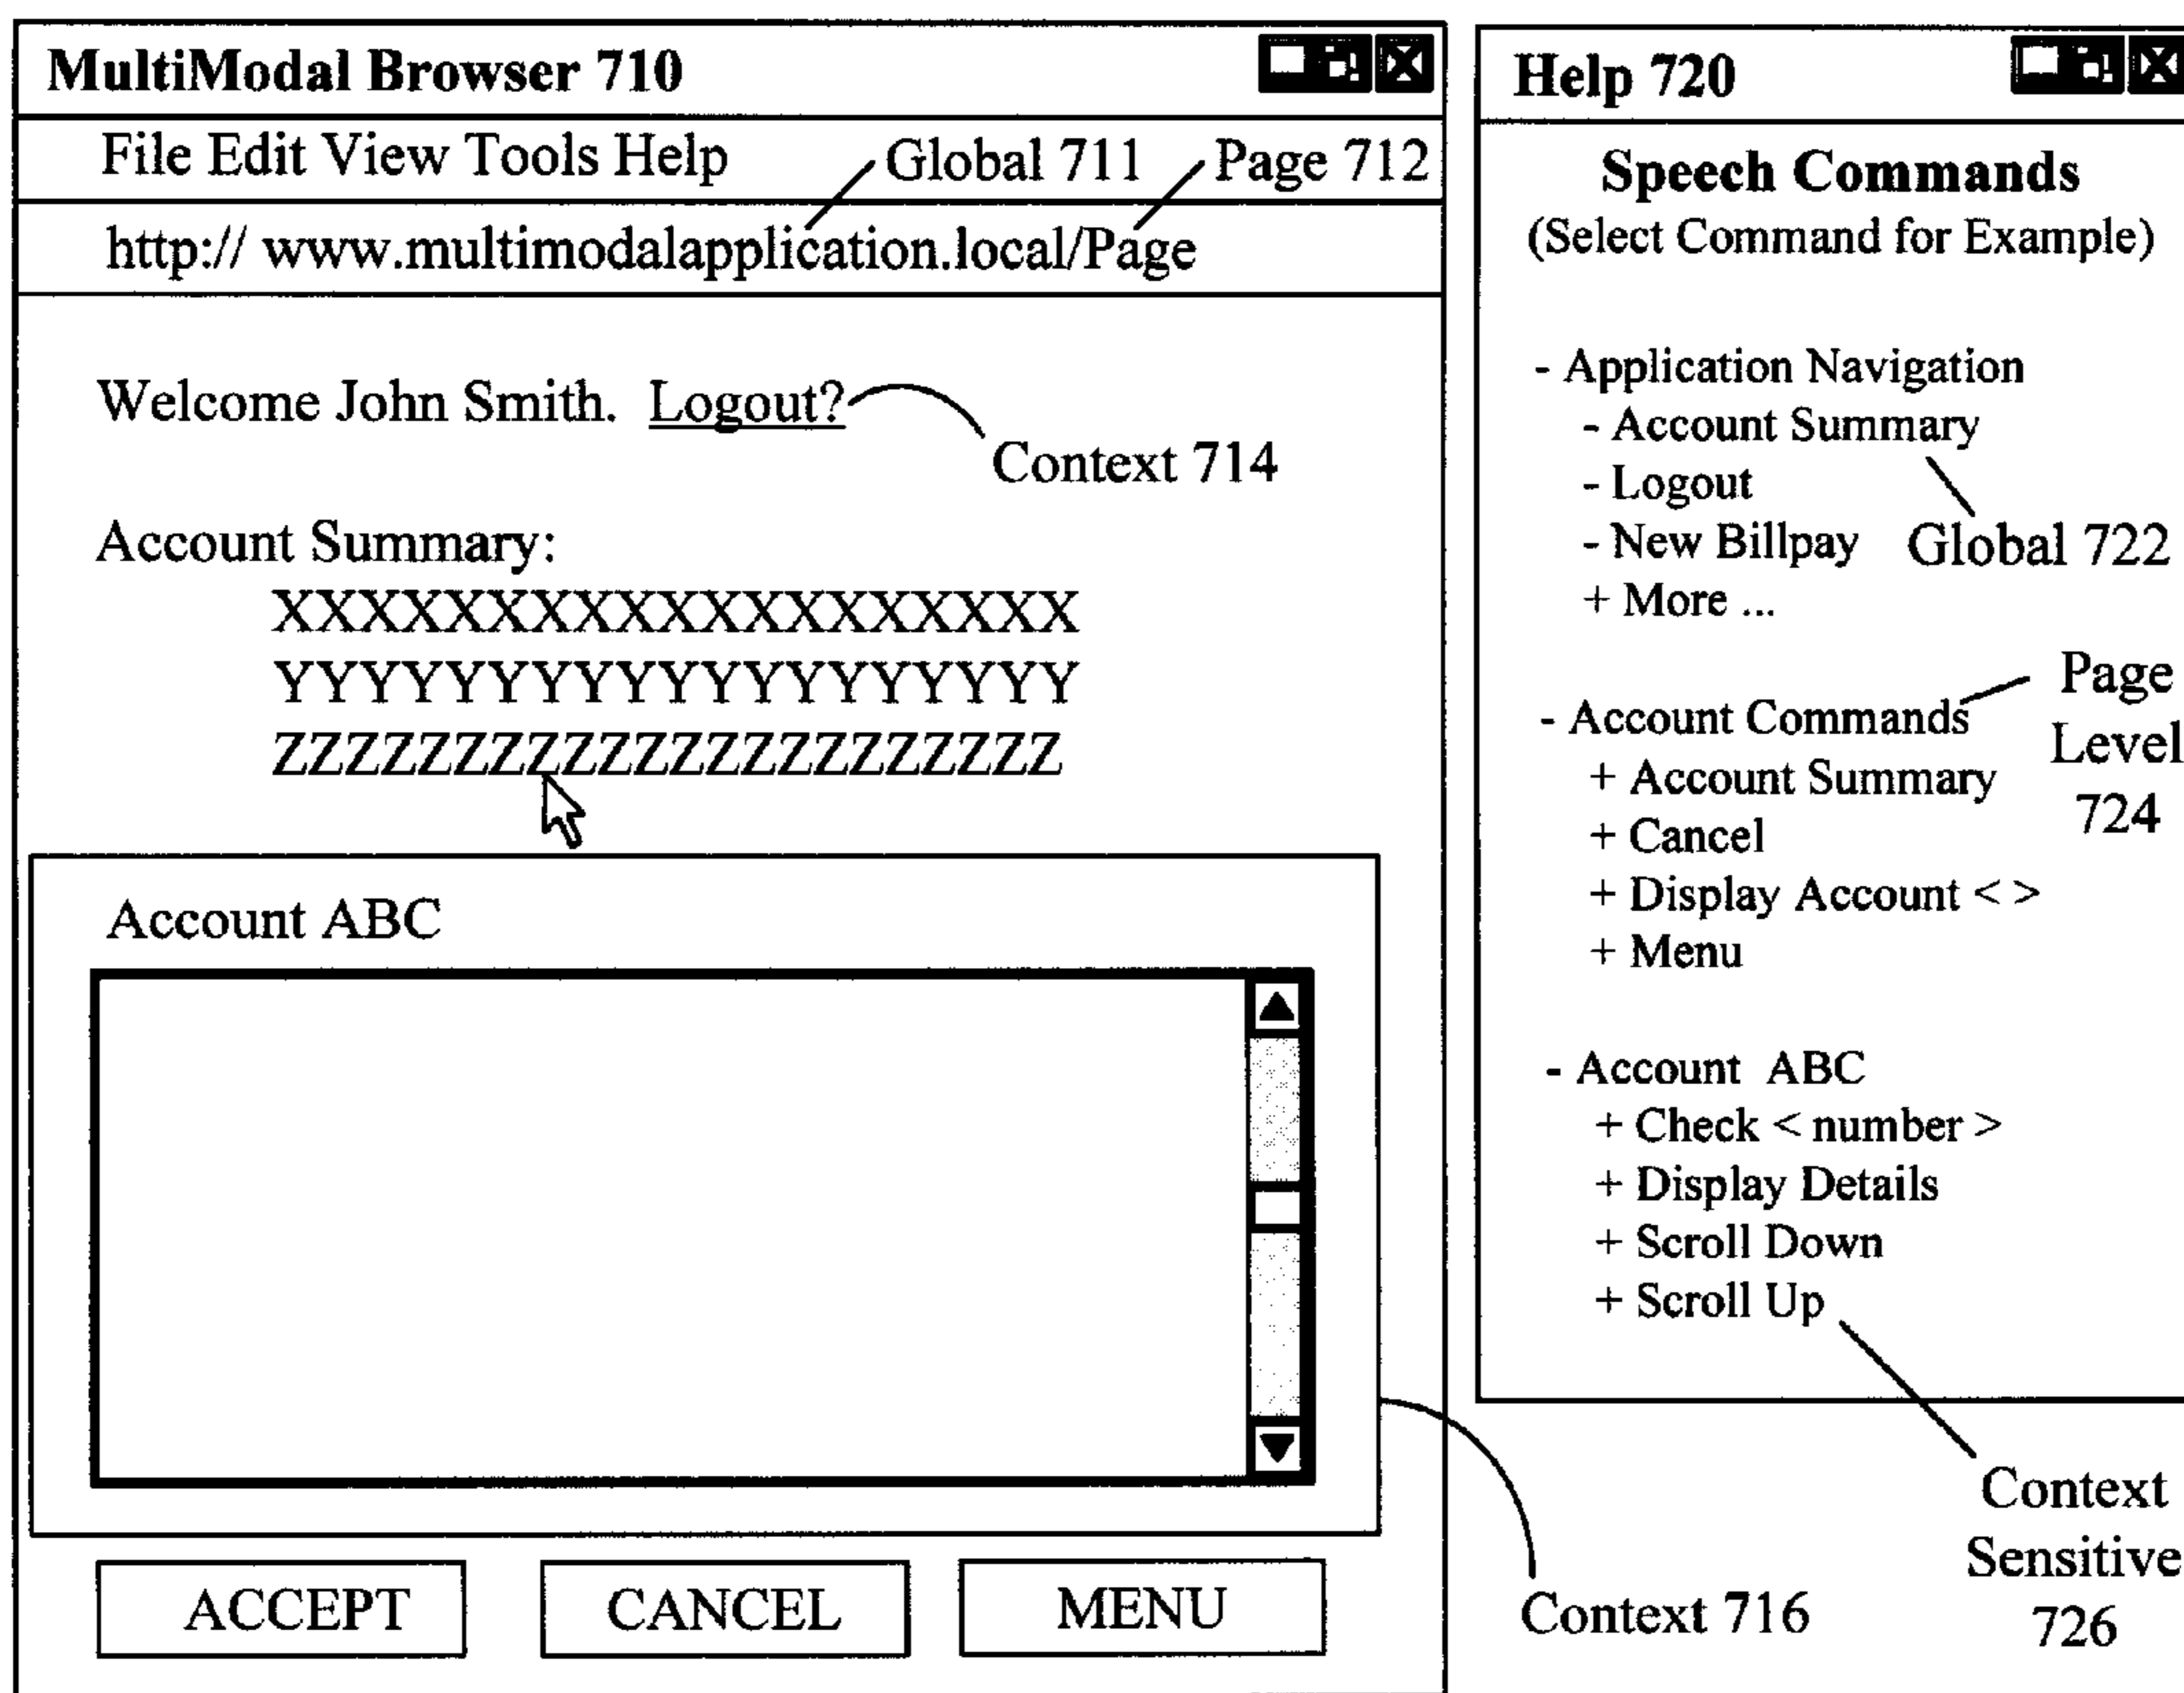 MultiModal Browser 710
File Edit View Tools Help Global 711 Page 712
http:// www.multimodalapplication.local/Page
Welcome John Smith. Logout?
Context 714
Account Summary:
XXXXXXXXXXXXXXXXXXX
YYYYYYYYYYYYYYYYYYY
ZZZZZZZZZZZZZZZZZZZZZZ
Account ABC
ACCEPT CANCEL MENU
Context 716
Help 720
Speech Commands
(Select Command for Example)
- Application Navigation
- Account Summary
- Logout
- New Billpay Global 722
+ More ...
Page
Level
724
- Account Commands
+ Account Summary
+ Cancel
+ Display Account < >
+ Menu
- Account ABC
+ Check < number >
+ Display Details
+ Scroll Down
+ Scroll Up
Context
Sensitive
726